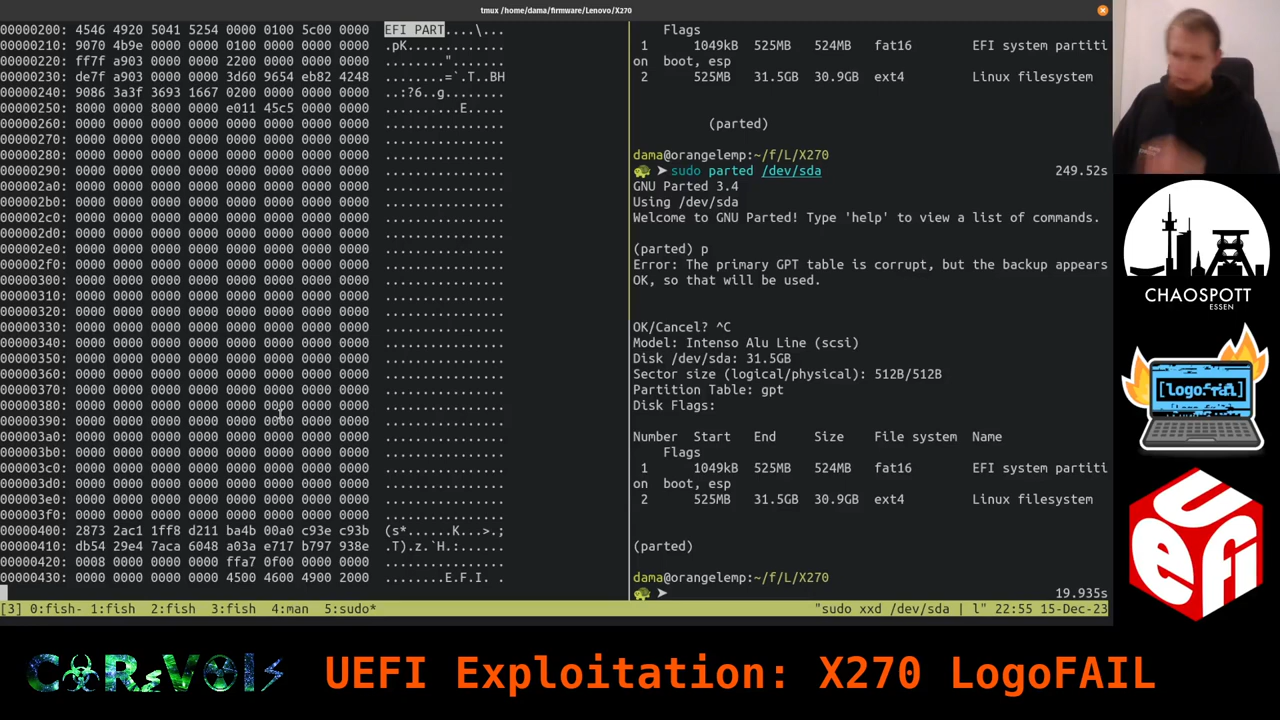 tmux /home/dama/firmware/Lenovo/X270
00000200: 4546 4920 5041 5254 0000 0100 5c00 0000  EFI PART....\...
00000210: 9070 4b9e 0000 0000 0100 0000 0000 0000  .pK.............
00000220: ff7f a903 0000 0000 2200 0000 0000 0000  ........".......
00000230: de7f a903 0000 0000 3d60 9654 eb82 4248  ........=`.T..BH
00000240: 9086 3a3f 3693 1667 0200 0000 0000 0000  ..:?6..g........
00000250: 8000 0000 8000 0000 e011 45c5 0000 0000  ..........E.....
00000260: 0000 0000 0000 0000 0000 0000 0000 0000  ................
00000270: 0000 0000 0000 0000 0000 0000 0000 0000  ................
00000280: 0000 0000 0000 0000 0000 0000 0000 0000  ................
00000290: 0000 0000 0000 0000 0000 0000 0000 0000  ................
000002a0: 0000 0000 0000 0000 0000 0000 0000 0000  ................
000002b0: 0000 0000 0000 0000 0000 0000 0000 0000  ................
000002c0: 0000 0000 0000 0000 0000 0000 0000 0000  ................
000002d0: 0000 0000 0000 0000 0000 0000 0000 0000  ................
000002e0: 0000 0000 0000 0000 0000 0000 0000 0000  ................
000002f0: 0000 0000 0000 0000 0000 0000 0000 0000  ................
00000300: 0000 0000 0000 0000 0000 0000 0000 0000  ................
00000310: 0000 0000 0000 0000 0000 0000 0000 0000  ................
00000320: 0000 0000 0000 0000 0000 0000 0000 0000  ................
00000330: 0000 0000 0000 0000 0000 0000 0000 0000  ................
00000340: 0000 0000 0000 0000 0000 0000 0000 0000  ................
00000350: 0000 0000 0000 0000 0000 0000 0000 0000  ................
00000360: 0000 0000 0000 0000 0000 0000 0000 0000  ................
00000370: 0000 0000 0000 0000 0000 0000 0000 0000  ................
00000380: 0000 0000 0000 0000 0000 0000 0000 0000  ................
00000390: 0000 0000 0000 0000 0000 0000 0000 0000  ................
000003a0: 0000 0000 0000 0000 0000 0000 0000 0000  ................
000003b0: 0000 0000 0000 0000 0000 0000 0000 0000  ................
000003c0: 0000 0000 0000 0000 0000 0000 0000 0000  ................
000003d0: 0000 0000 0000 0000 0000 0000 0000 0000  ................
000003e0: 0000 0000 0000 0000 0000 0000 0000 0000  ................
000003f0: 0000 0000 0000 0000 0000 0000 0000 0000  ................
00000400: 2873 2ac1 1ff8 d211 ba4b 00a0 c93e c93b  (s*......K...>.;
00000410: db54 29e4 7aca 6048 a03a e717 b797 938e  .T).z.`H.:......
00000420: 0008 0000 0000 0000 ffa7 0f00 0000 0000  ................
00000430: 0000 0000 0000 0000 4500 4600 4900 2000  ........E.F.I. .
Flags
1 1049kB 525MB 524MB fat16 EFI system partiti
on boot, esp
2 525MB 31.5GB 30.9GB ext4 Linux filesystem
(parted)
dama@orangelemp:~/f/L/X270
➤ sudo parted /dev/sda 249.52s
GNU Parted 3.4
Using /dev/sda
Welcome to GNU Parted! Type 'help' to view a list of commands.
(parted) p
Error: The primary GPT table is corrupt, but the backup appears
OK, so that will be used.
OK/Cancel? ^C
Model: Intenso Alu Line (scsi)
Disk /dev/sda: 31.5GB
Sector size (logical/physical): 512B/512B
Partition Table: gpt
Disk Flags:
Number Start End Size File system Name
Flags
1 1049kB 525MB 524MB fat16 EFI system partiti
on boot, esp
2 525MB 31.5GB 30.9GB ext4 Linux filesystem
(parted)
dama@orangelemp:~/f/L/X270
➤ 19.935s
[3] 0:fish- 1:fish 2:fish 3:fish 4:man 5:sudo* "sudo xxd /dev/sda | l" 22:55 15-Dec-23
CHAOSPOTT
ESSEN
UEFI Exploitation: X270 LogoFAIL